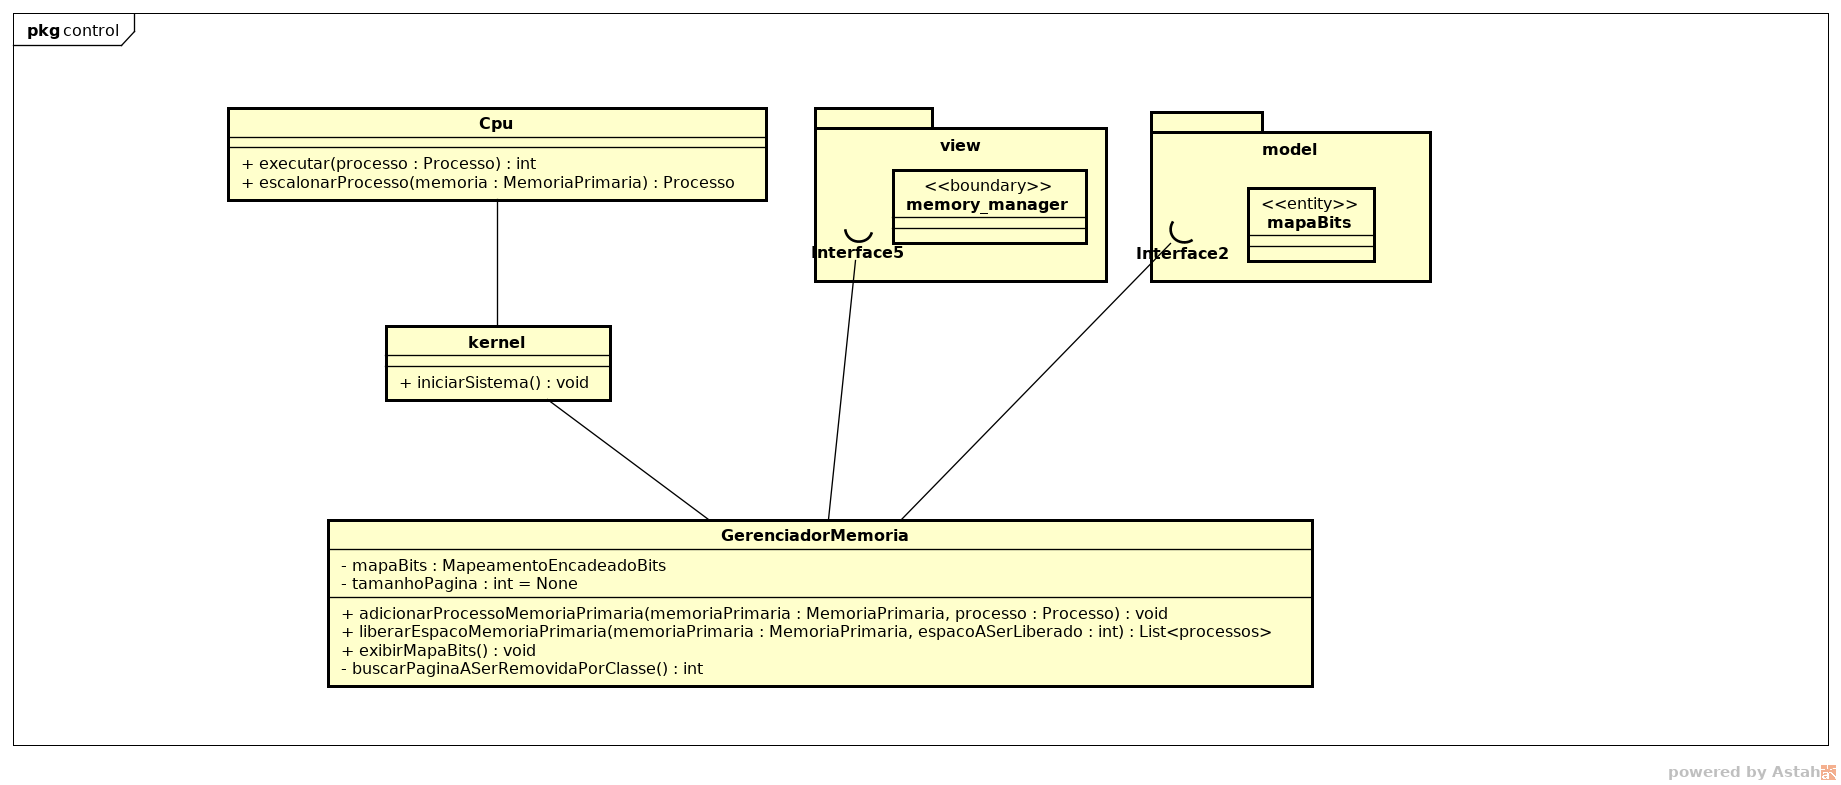 pkg control
Cpu
+ executar(processo : Processo) : int
+ escalonarProcesso(memoria : MemoriaPrimaria) : Processo
view
<<boundary>>
memory_manager
Interface5
model
<<entity>>
mapaBits
Interface2
kernel
+ iniciarSistema() : void
GerenciadorMemoria
- mapaBits : MapeamentoEncadeadoBits
- tamanhoPagina : int = None
+ adicionarProcessoMemoriaPrimaria(memoriaPrimaria : MemoriaPrimaria, processo : Processo) : void
+ liberarEspacoMemoriaPrimaria(memoriaPrimaria : MemoriaPrimaria, espacoASerLiberado : int) : List<processos>
+ exibirMapaBits() : void
- buscarPaginaASerRemovidaPorClasse() : int
powered by Astah